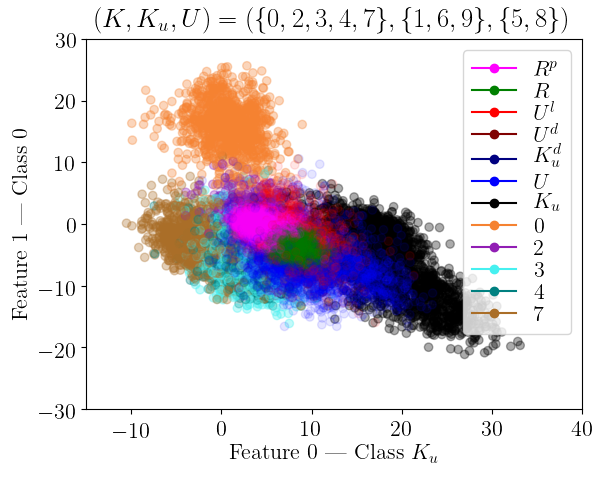 (K, K_u, U) = ({0, 2, 3, 4, 7}, {1, 6, 9}, {5, 8})
30
20
10
0
−10
−20
−30
Feature 1 — Class 0
R^p
R
U^l
U^d
K_u^d
U
K_u
0
2
3
4
7
−10 0 10 20 30 40
Feature 0 — Class K_u